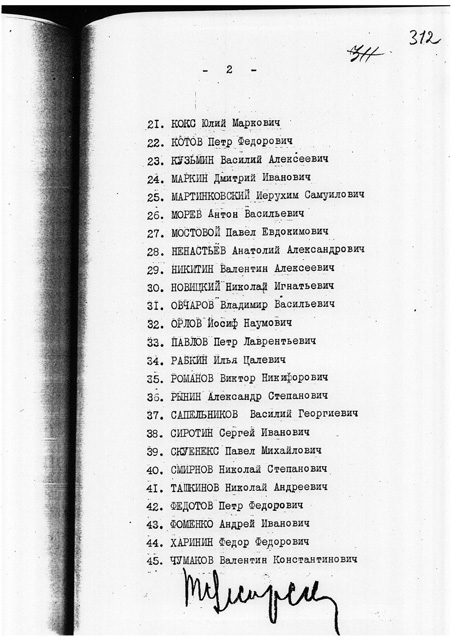 311 312
- 2 -
21. КОКС Юлий Маркович
22. КОТОВ Петр Федорович
23. КУЗЬМИН Василий Алексеевич
24. МАРКИН Дмитрий Иванович
25. МАРТИНКОВСКИЙ Иерухим Самуилович
26. МОРЕВ Антон Васильевич
27. МОСТОВОЙ Павел Евдокимович
28. НЕНАСТЬЕВ Анатолий Александрович
29. НИКИТИН Валентин Алексеевич
30. НОВИЦКИЙ Николай Игнатьевич
31. ОВЧАРОВ Владимир Васильевич
32. ОРЛОВ Иосиф Наумович
33. ПАВЛОВ Петр Лаврентьевич
34. РАБКИН Илья Цалевич
35. РОМАНОВ Виктор Никифорович
36. РЫНИН Александр Степанович
37. САПЕЛЬНИКОВ Василий Георгиевич
38. СИРОТИН Сергей Иванович
39. СКУЕНЕКС Павел Михайлович
40. СМИРНОВ Николай Степанович
41. ТАШКИНОВ Николай Андреевич
42. ФЕДОТОВ Петр Федорович
43. ФОМЕНКО Андрей Иванович
44. ХАРИНИН Федор Федорович
45. ЧУМАКОВ Валентин Константинович